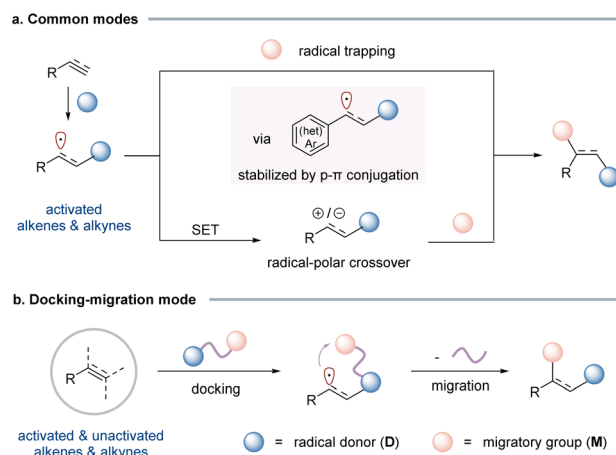 a. Common modes
radical trapping
R
(het)
Ar
via
stabilized by p-π conjugation
R
R
activated
alkenes & alkynes
SET
⊕ / ⊖
R
radical-polar crossover
b. Docking-migration mode
R
docking
R
-
migration
R
activated & unactivated
alkenes & alkynes
= radical donor (D)
= migratory group (M)